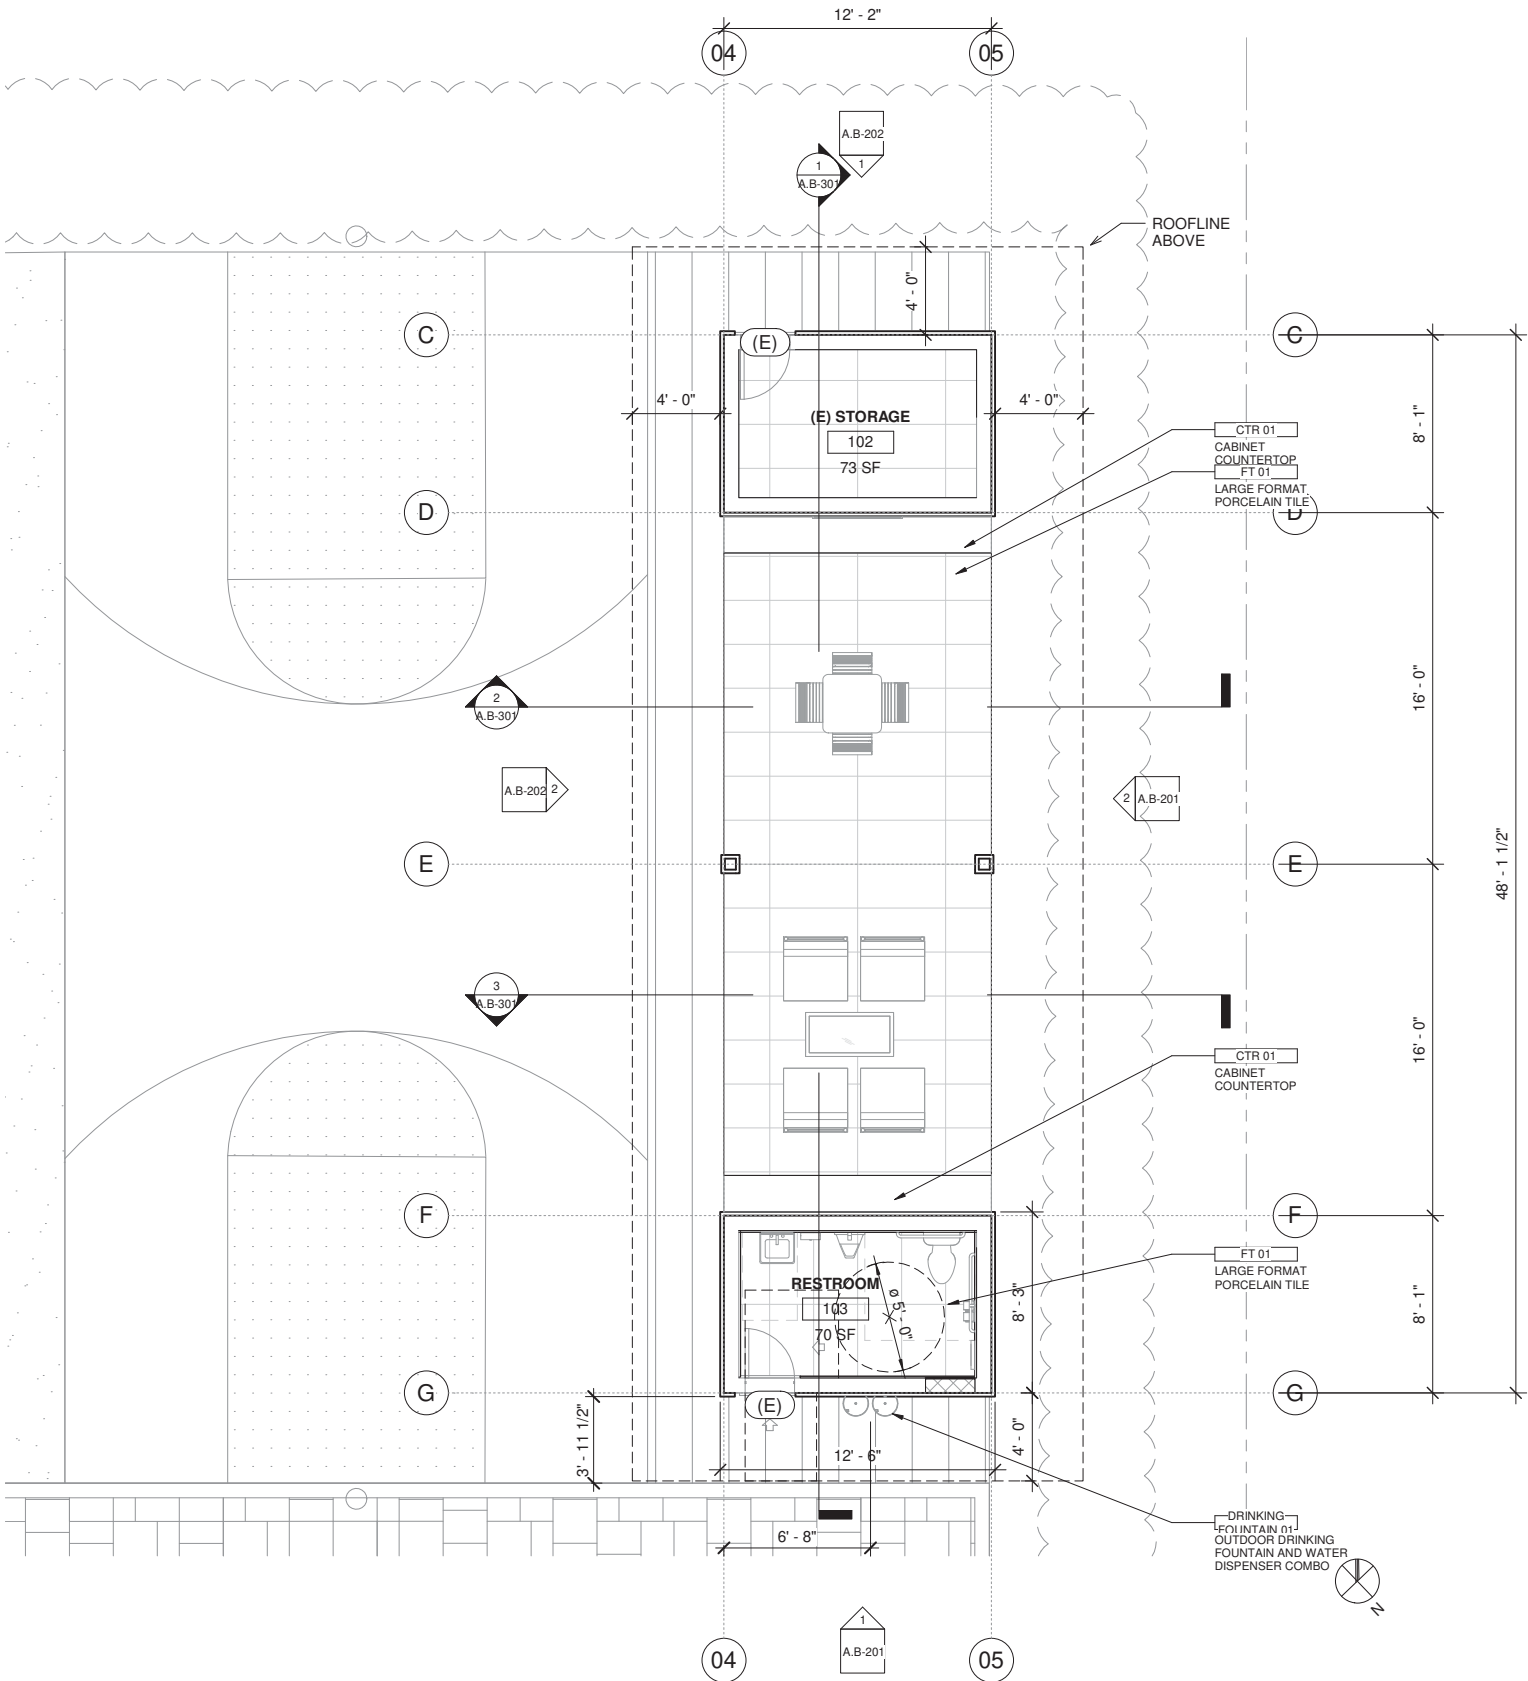 12' - 2"
04
05
A.B-202
1
1
A.B-301
ROOFLINE
ABOVE
4' - 0"
C
(E)
C
4' - 0"
4' - 0"
(E) STORAGE
102
73 SF
8' - 1"
CTR 01
CABINET
COUNTERTOP
FT 01
LARGE FORMAT
PORCELAIN TILE
D
D
2
A.B-301
16' - 0"
A.B-202
2
2
A.B-201
E
E
48' - 1 1/2"
3
A.B-301
16' - 0"
CTR 01
CABINET
COUNTERTOP
F
F
FT 01
LARGE FORMAT
PORCELAIN TILE
RESTROOM
103
70 SF
ø 5' - 0"
8' - 3"
8' - 1"
G
(E)
G
3' - 11 1/2"
12' - 6"
4' - 0"
6' - 8"
DRINKING
FOUNTAIN 01
OUTDOOR DRINKING
FOUNTAIN AND WATER
DISPENSER COMBO
N
1
A.B-201
04
05